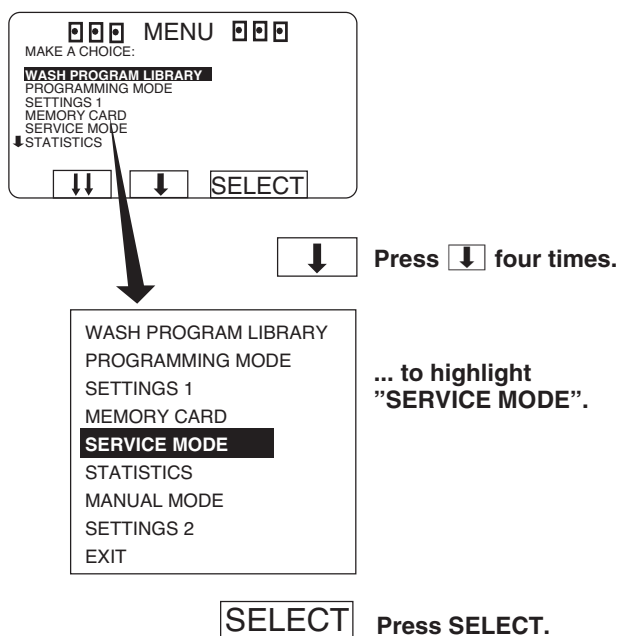 MENU
MAKE A CHOICE:
WASH PROGRAM LIBRARY
PROGRAMMING MODE
SETTINGS 1
MEMORY CARD
SERVICE MODE
STATISTICS
SELECT
Press ⬇ four times.
WASH PROGRAM LIBRARY
PROGRAMMING MODE
SETTINGS 1
MEMORY CARD
SERVICE MODE
STATISTICS
MANUAL MODE
SETTINGS 2
EXIT
... to highlight
”SERVICE MODE”.
SELECT Press SELECT.